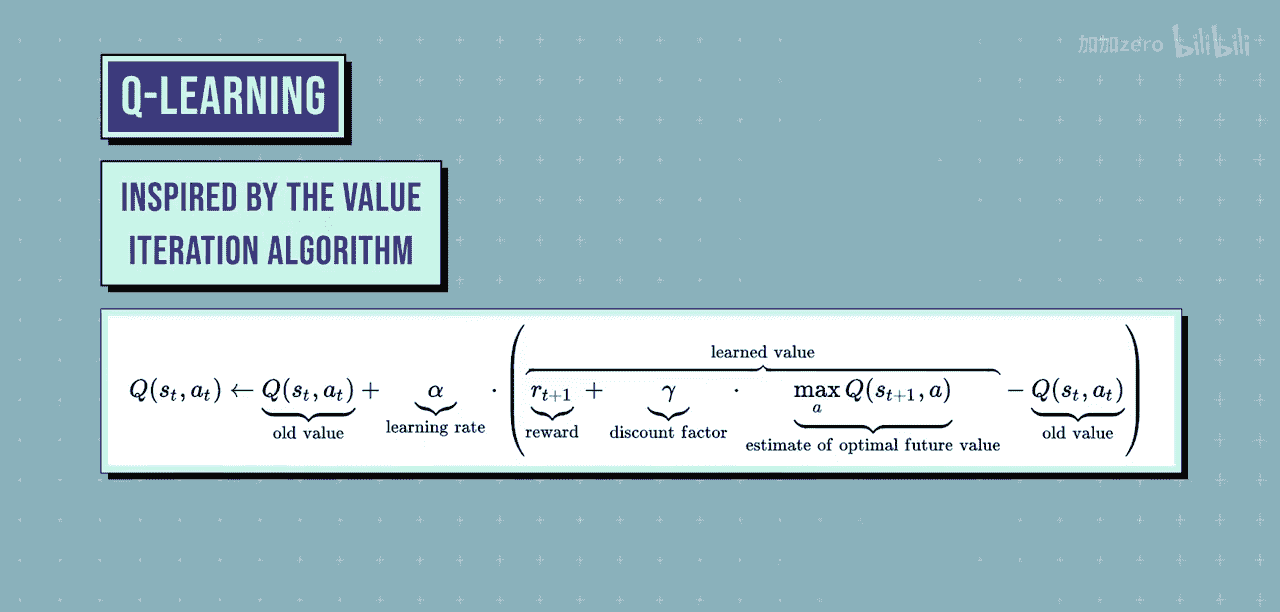 加加zero bilibili
Q-LEARNING
INSPIRED BY THE VALUE
ITERATION ALGORITHM
learned value
Q(s_t, a_t) ← Q(s_t, a_t) + α · ( r_{t+1} + γ · max_a Q(s_{t+1}, a) − Q(s_t, a_t) )
old value learning rate reward discount factor estimate of optimal future value old value